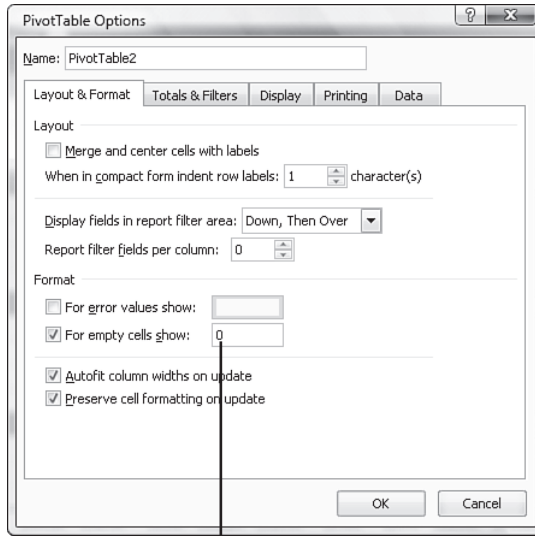 PivotTable Options
Name: PivotTable2
Layout & Format Totals & Filters Display Printing Data
Layout
Merge and center cells with labels
When in compact form indent row labels: 1 character(s)
Display fields in report filter area: Down, Then Over
Report filter fields per column: 0
Format
For error values show:
For empty cells show: 0
Autofit column widths on update
Preserve cell formatting on update
OK Cancel